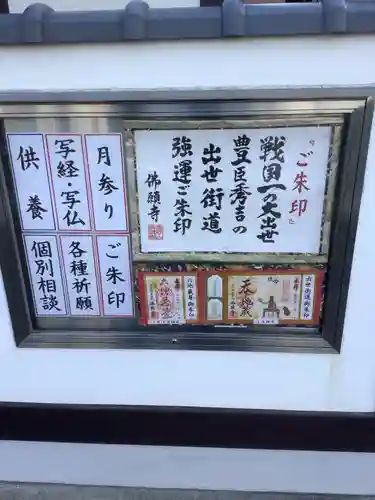 「ご朱印」
戦国一の大出世
豊臣秀吉の
出世街道
強運ご朱印
佛願寺
月参り
写経・写仏
供養
ご朱印
各種祈願
個別相談